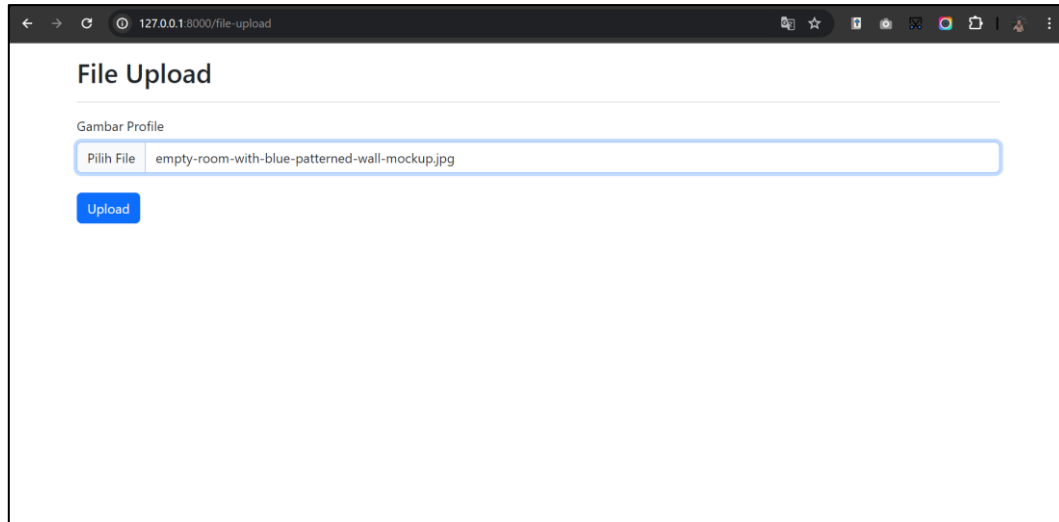 127.0.0.1:8000/file-upload
File Upload
Gambar Profile
Pilih File empty-room-with-blue-patterned-wall-mockup.jpg
Upload